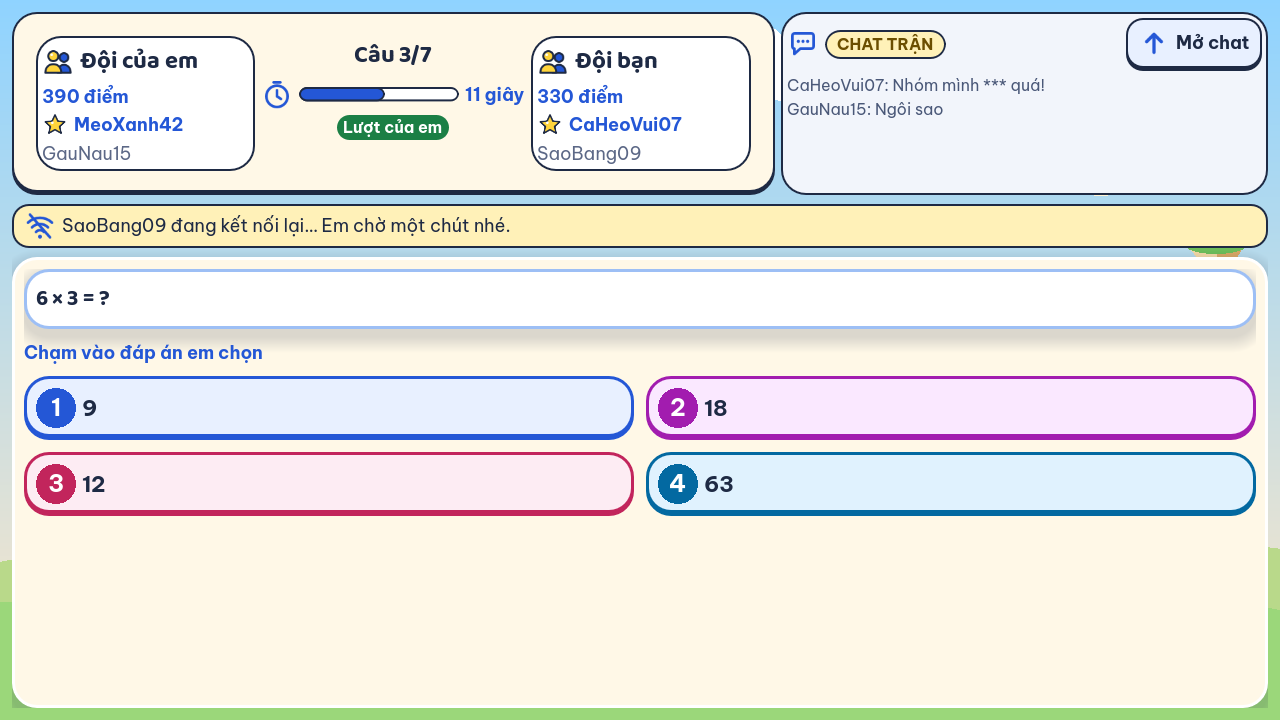 Đội của em
390 điểm
MeoXanh42
GauNau15
Câu 3/7
11 giây
Lượt của em
Đội bạn
330 điểm
CaHeoVui07
SaoBang09
CHAT TRẬN
Mở chat
CaHeoVui07: Nhóm mình *** quá!
GauNau15: Ngôi sao
SaoBang09 đang kết nối lại... Em chờ một chút nhé.
6 × 3 = ?
Chạm vào đáp án em chọn
1 9
2 18
3 12
4 63